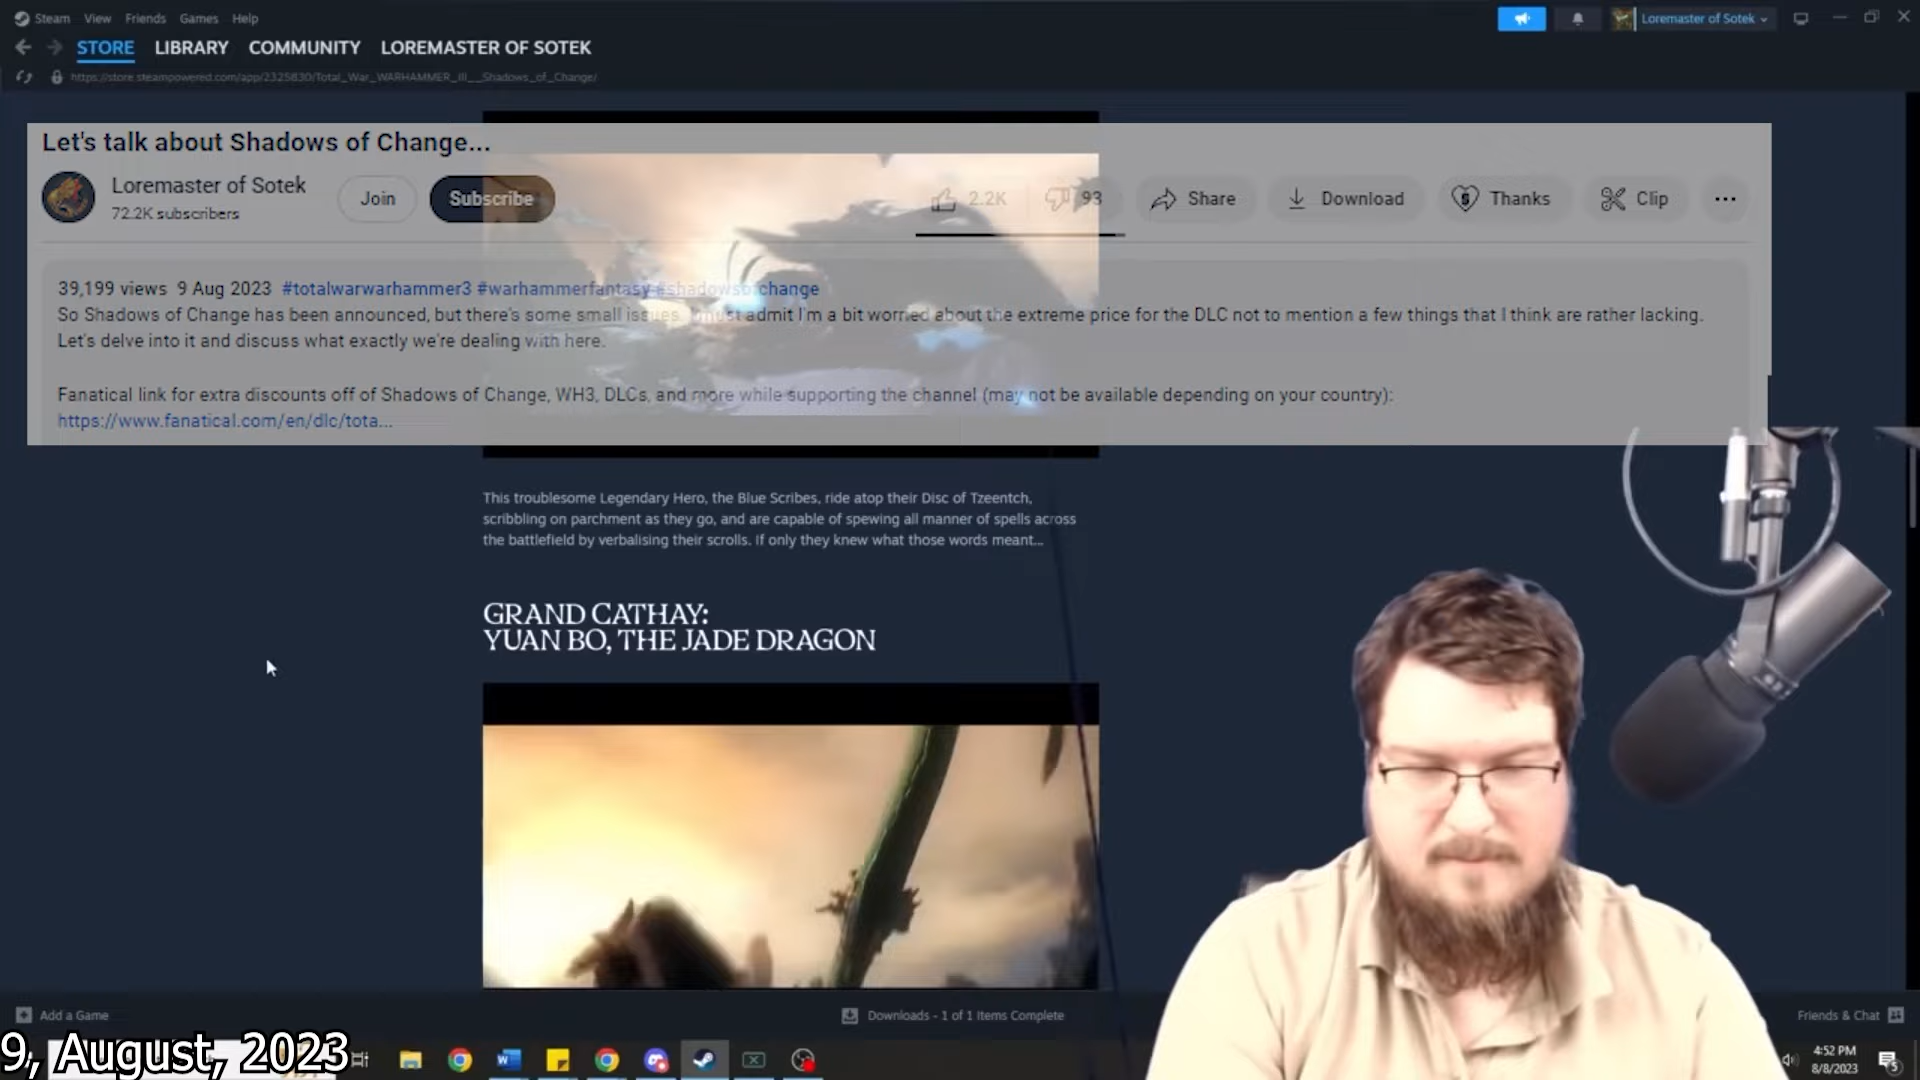 Steam View Friends Games Help
Loremaster of Sotek
STORE LIBRARY COMMUNITY LOREMASTER OF SOTEK
https://store.steampowered.com/app/2325830/Total_War_WARHAMMER_III__Shadows_of_Change/
Let's talk about Shadows of Change...
Loremaster of Sotek
72.2K subscribers
Join
Subscribe
2.2K
93
Share
Download
Thanks
Clip
39,199 views 9 Aug 2023 #totalwarwarhammer3 #warhammerfantasy #shadowsofchange
So Shadows of Change has been announced, but there's some small issues. I must admit I'm a bit worried about the extreme price for the DLC not to mention a few things that I think are rather lacking.
Let's delve into it and discuss what exactly we're dealing with here.
Fanatical link for extra discounts off of Shadows of Change, WH3, DLCs, and more while supporting the channel (may not be available depending on your country):
https://www.fanatical.com/en/dlc/tota...
This troublesome Legendary Hero, the Blue Scribes, ride atop their Disc of Tzeentch,
scribbling on parchment as they go, and are capable of spewing all manner of spells across
the battlefield by verbalising their scrolls. If only they knew what those words meant...
GRAND CATHAY:
YUAN BO, THE JADE DRAGON
Add a Game
Downloads - 1 of 1 Items Complete
Friends & Chat
9, August, 2023
4:52 PM
8/8/2023
5